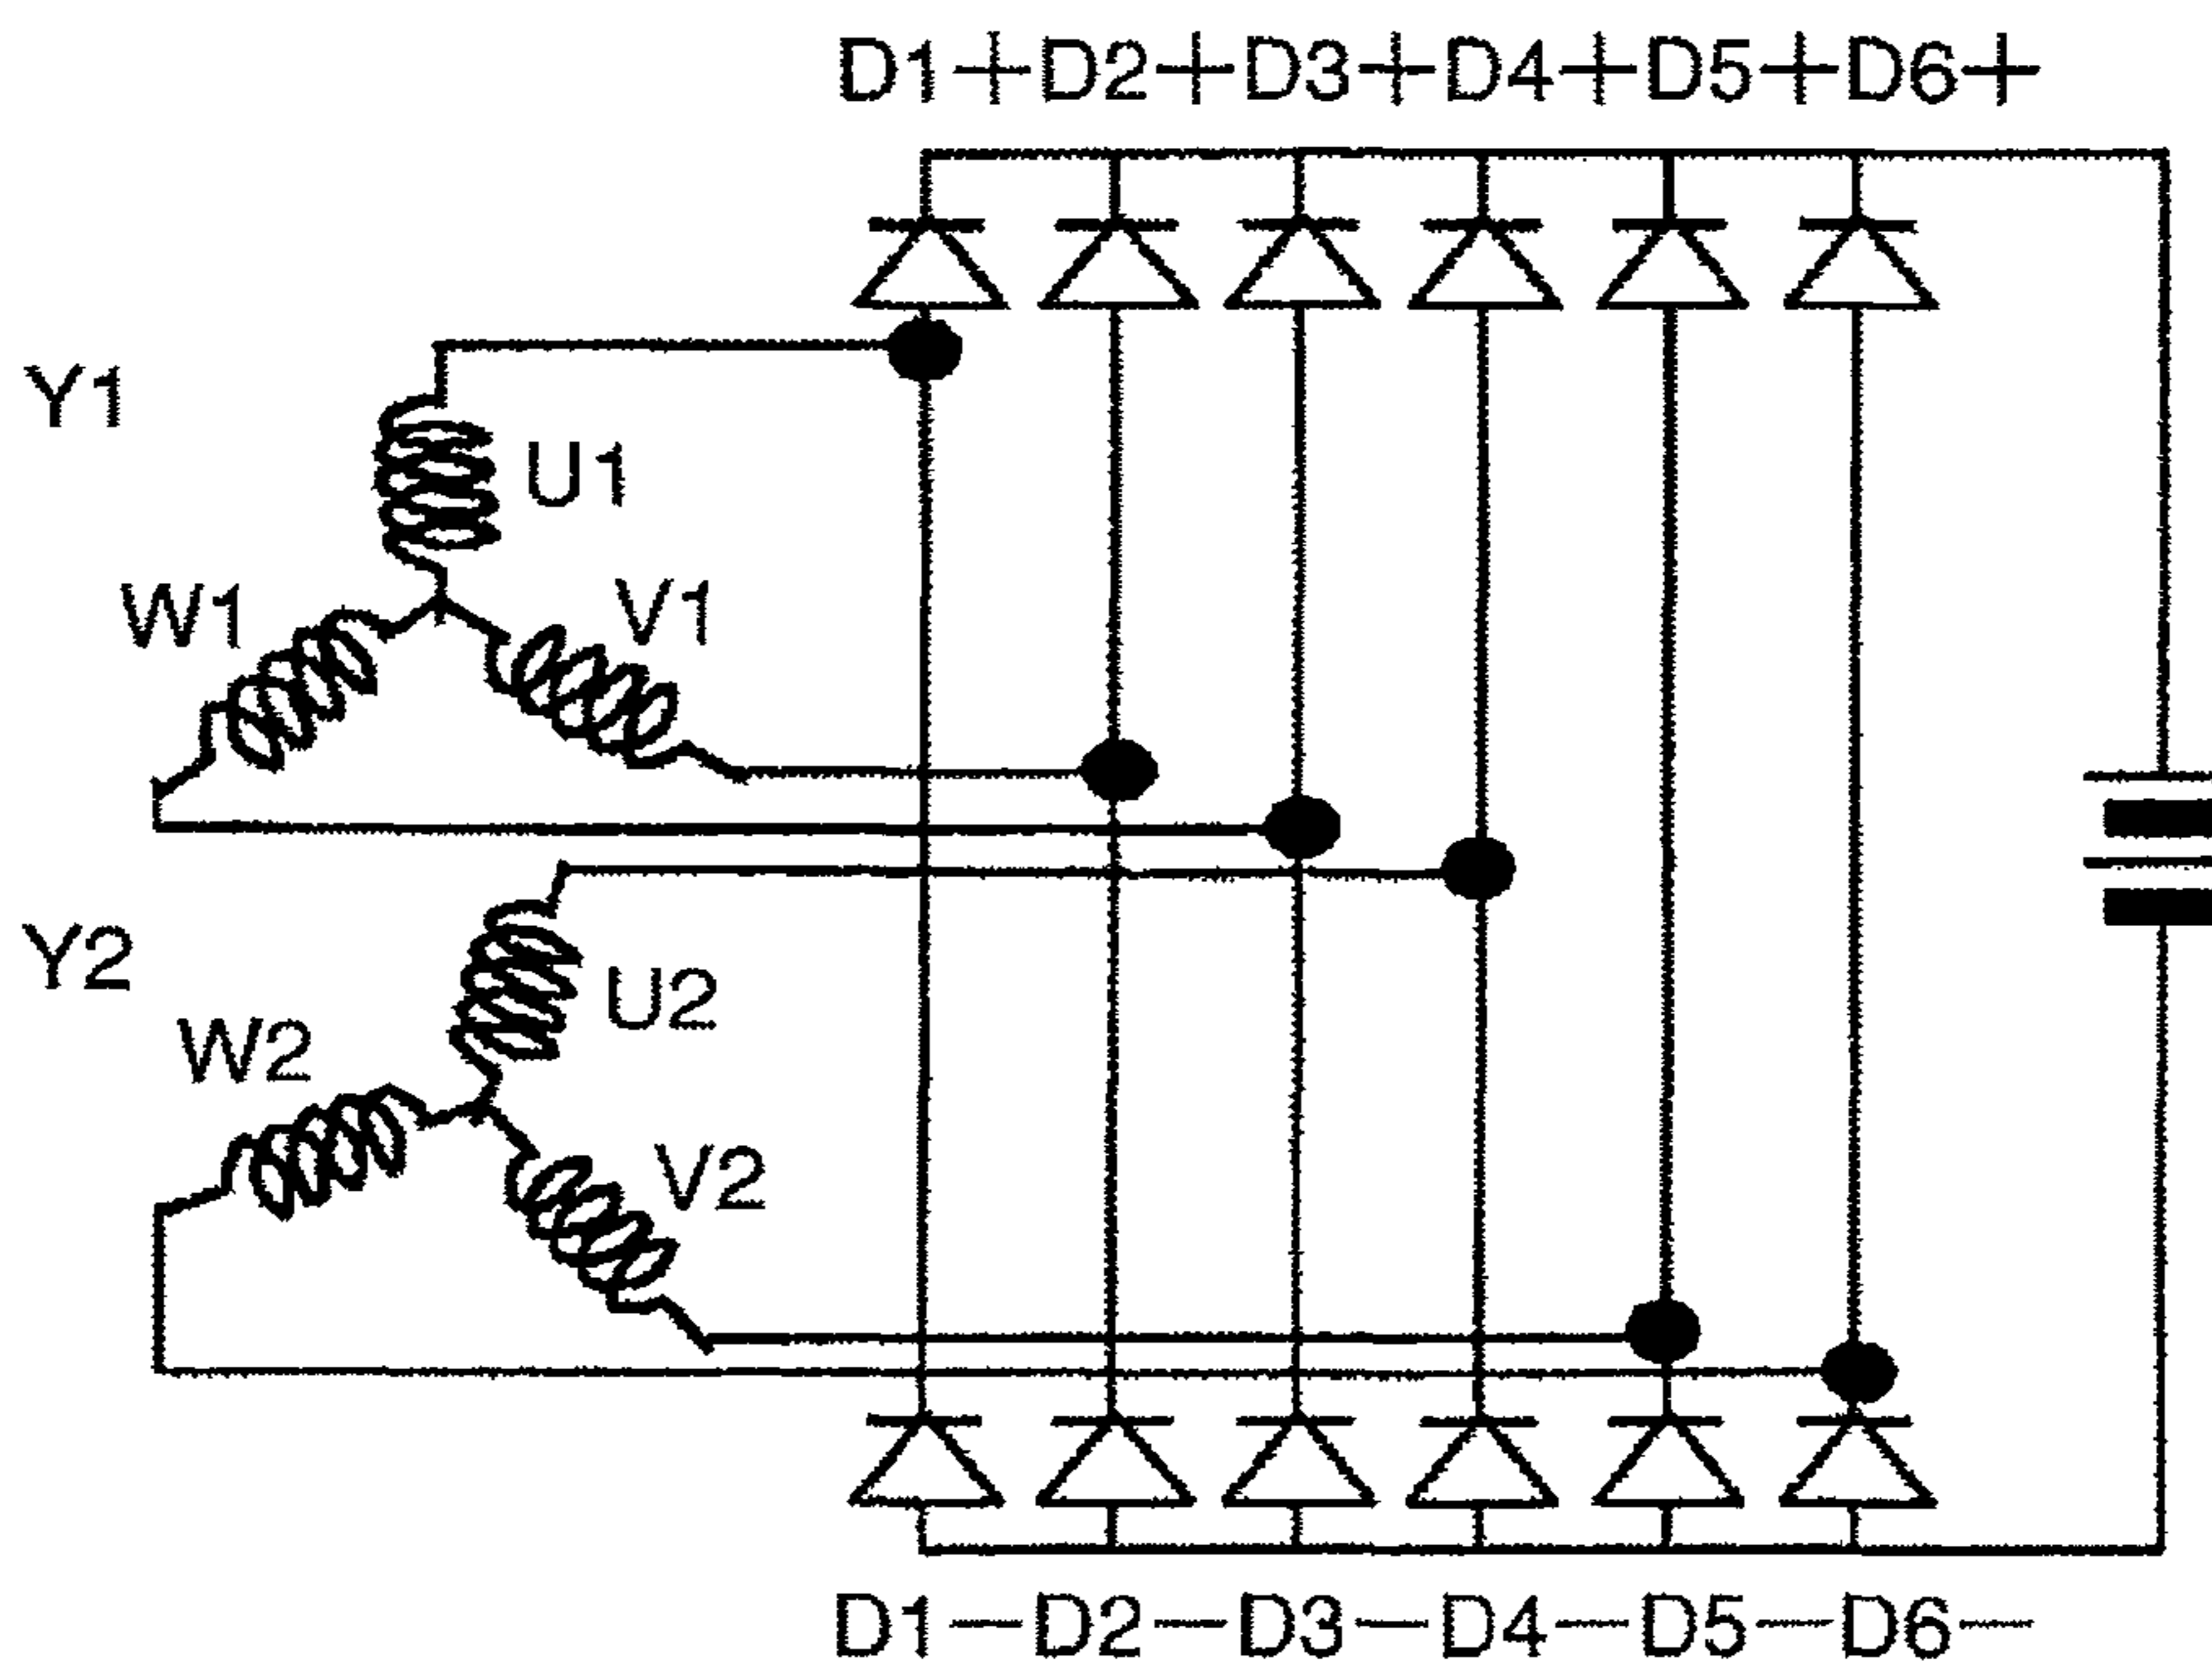 D1+ D2+ D3+ D4+ D5+ D6+
Y1
U1
W1
V1
Y2
U2
W2
V2
D1− D2− D3− D4− D5− D6−